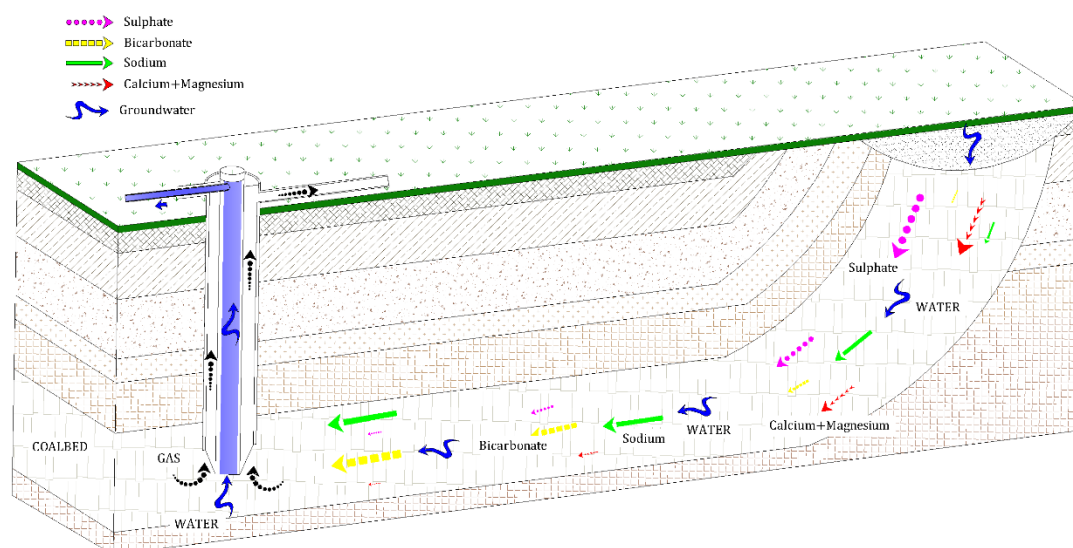 Sulphate
Bicarbonate
Sodium
Calcium+Magnesium
Groundwater
Sulphate
WATER
WATER
Calcium+Magnesium
Sodium
Bicarbonate
COALBED
GAS
WATER